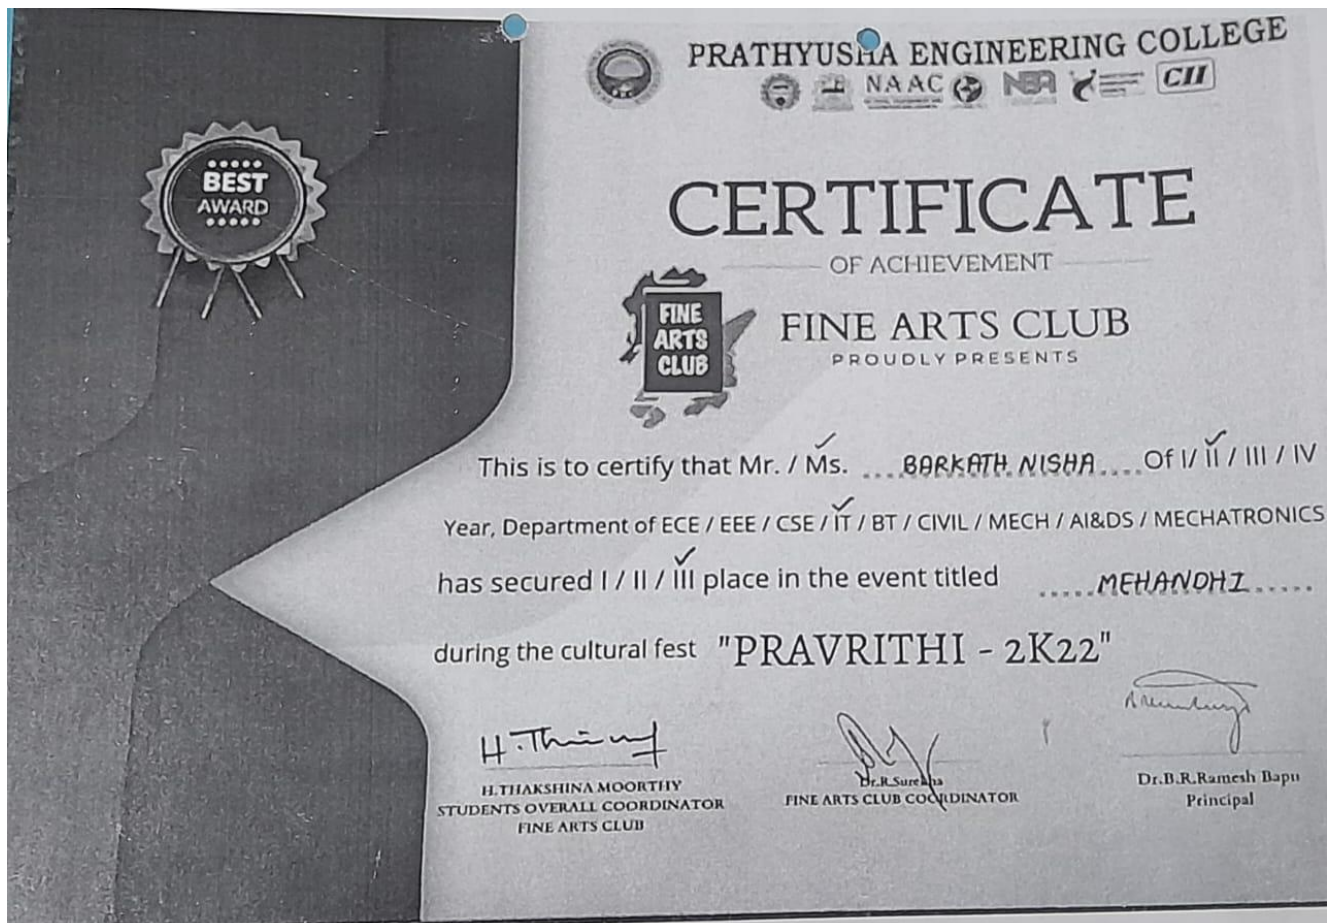 PRATHYUSHA ENGINEERING COLLEGE
NAAC NBA CII
BEST
AWARD
CERTIFICATE
OF ACHIEVEMENT
FINE
ARTS
CLUB
FINE ARTS CLUB
PROUDLY PRESENTS
This is to certify that Mr. / Ms. ....BARKATH NISHA.... Of I/ II / III / IV
Year, Department of ECE / EEE / CSE / IT / BT / CIVIL / MECH / AI&DS / MECHATRONICS
has secured I / II / III place in the event titled .....MEHANDHI......
during the cultural fest "PRAVRITHI - 2K22"
H.THAKSHINA MOORTHY
STUDENTS OVERALL COORDINATOR
FINE ARTS CLUB
Dr.R.Surekha
FINE ARTS CLUB COORDINATOR
Dr.B.R.Ramesh Bapu
Principal